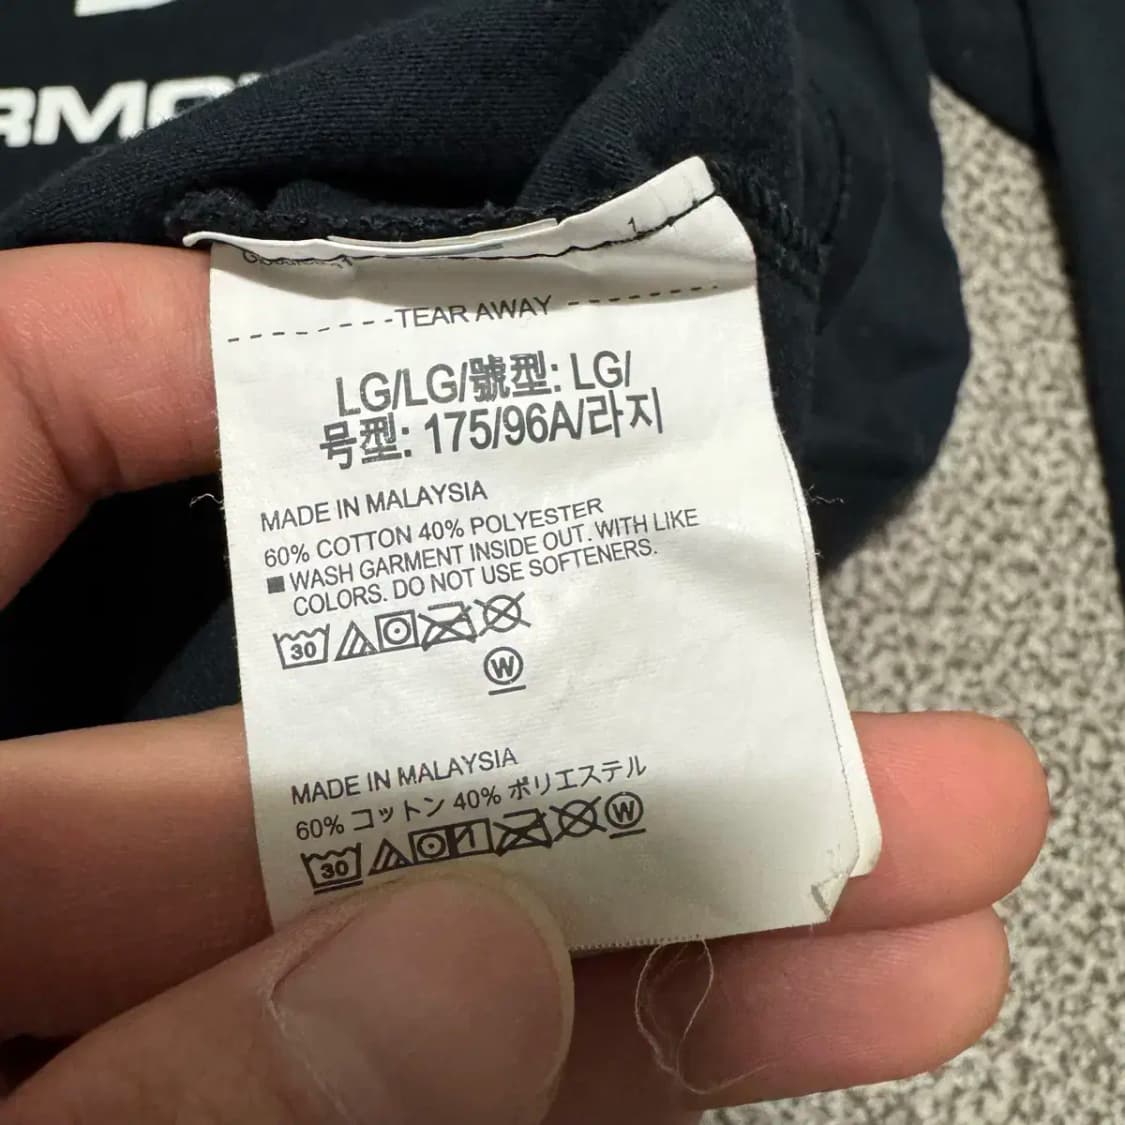 RMO
TEAR AWAY
LG/LG/號型: LG/
号型: 175/96A/라지
MADE IN MALAYSIA
60% COTTON 40% POLYESTER
■ WASH GARMENT INSIDE OUT. WITH LIKE
COLORS. DO NOT USE SOFTENERS.
30
W
MADE IN MALAYSIA
60% コットン 40% ポリエステル
30 W